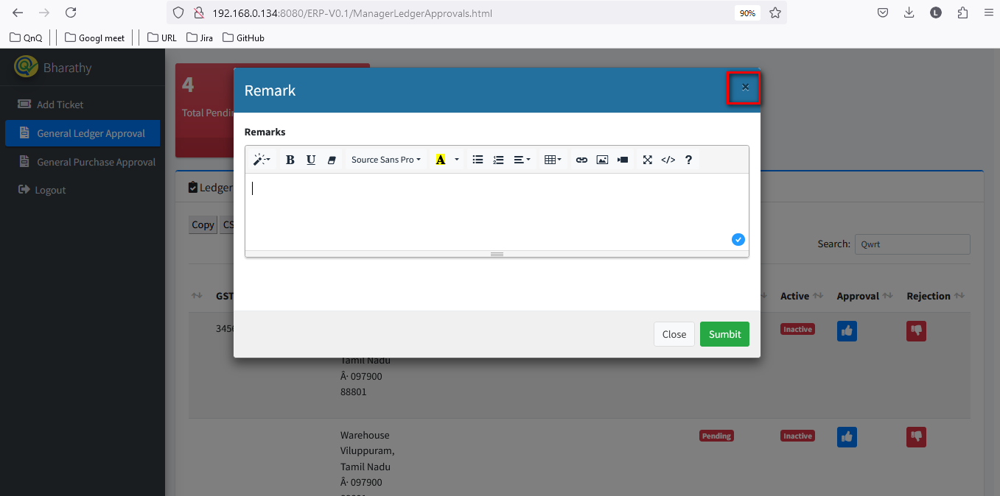 192.168.0.134:8080/ERP-V0.1/ManagerLedgerApprovals.html 90% L
QnQ Googl meet URL Jira GitHub
Bharathy
Add Ticket
General Ledger Approval
General Purchase Approval
Logout
4
Total Pendin
Remark ×
Remarks
B U Source Sans Pro A </> ?
Close Sumbit
Ledger
Copy CS
Search: Qwrt
GST Active Approval Rejection
3456 Inactive
Tamil Nadu
Â· 097900
88801
Warehouse Pending Inactive
Viluppuram,
Tamil Nadu
Â· 097900